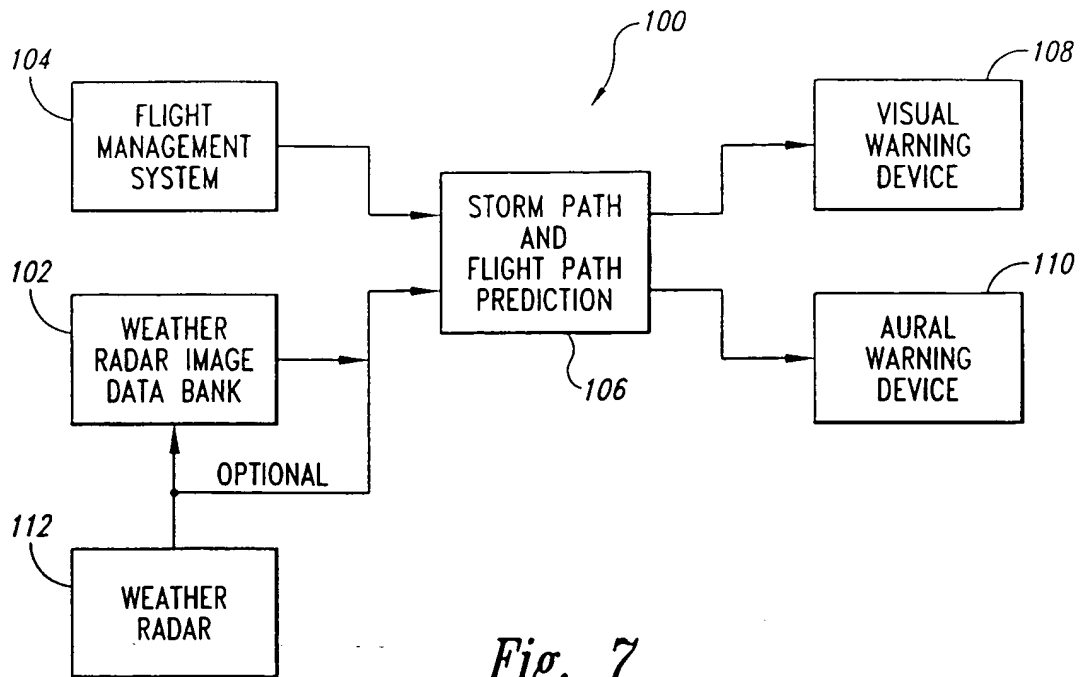 100
104
FLIGHT
MANAGEMENT
SYSTEM
108
VISUAL
WARNING
DEVICE
STORM PATH
AND
FLIGHT PATH
PREDICTION
106
102
WEATHER
RADAR IMAGE
DATA BANK
110
AURAL
WARNING
DEVICE
OPTIONAL
112
WEATHER
RADAR
Fig. 7